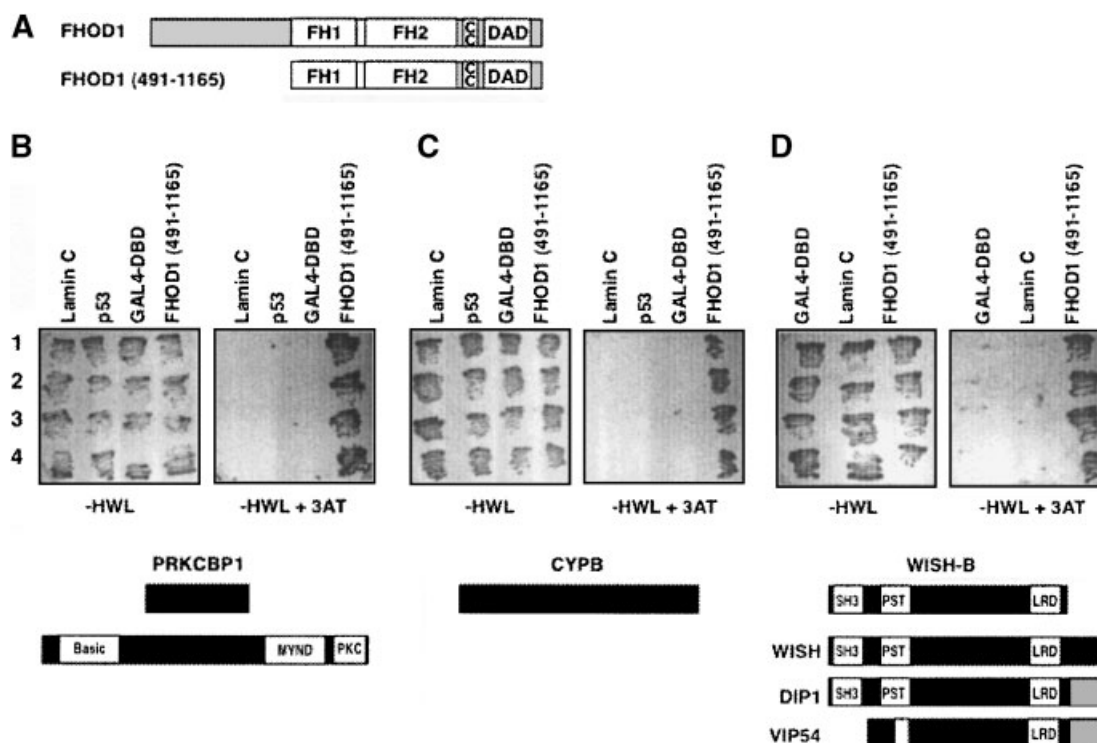 A
FHOD1
FH1 FH2 CC DAD
FHOD1 (491-1165)
FH1 FH2 CC DAD
B
Lamin C
p53
GAL4-DBD
FHOD1 (491-1165)
Lamin C
p53
GAL4-DBD
FHOD1 (491-1165)
1
2
3
4
-HWL
-HWL + 3AT
PRKCBP1
Basic MYND PKC
C
Lamin C
p53
GAL4-DBD
FHOD1 (491-1165)
Lamin C
p53
GAL4-DBD
FHOD1 (491-1165)
-HWL
-HWL + 3AT
CYPB
D
GAL4-DBD
Lamin C
FHOD1 (491-1165)
GAL4-DBD
Lamin C
FHOD1 (491-1165)
-HWL
-HWL + 3AT
WISH-B
SH3 PST LRD
WISH SH3 PST LRD
DIP1 SH3 PST LRD
VIP54 LRD